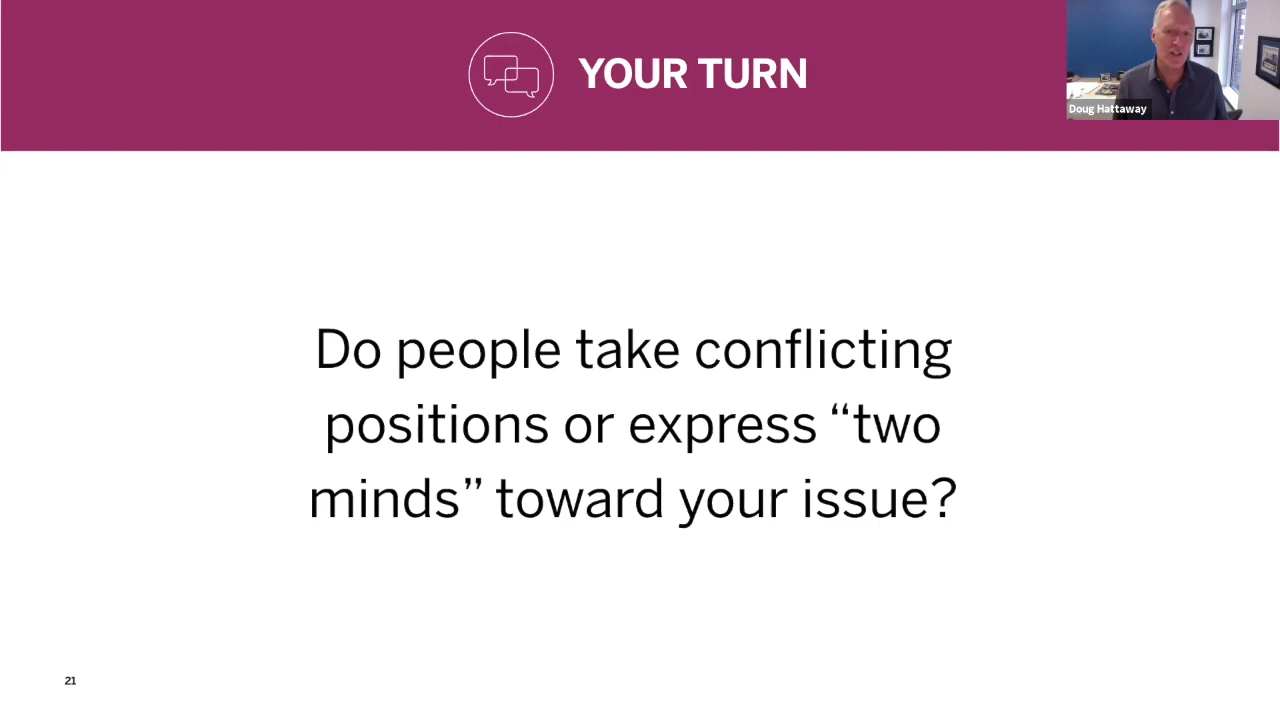 YOUR TURN
Doug Hattaway
Do people take conflicting
positions or express “two
minds” toward your issue?
21